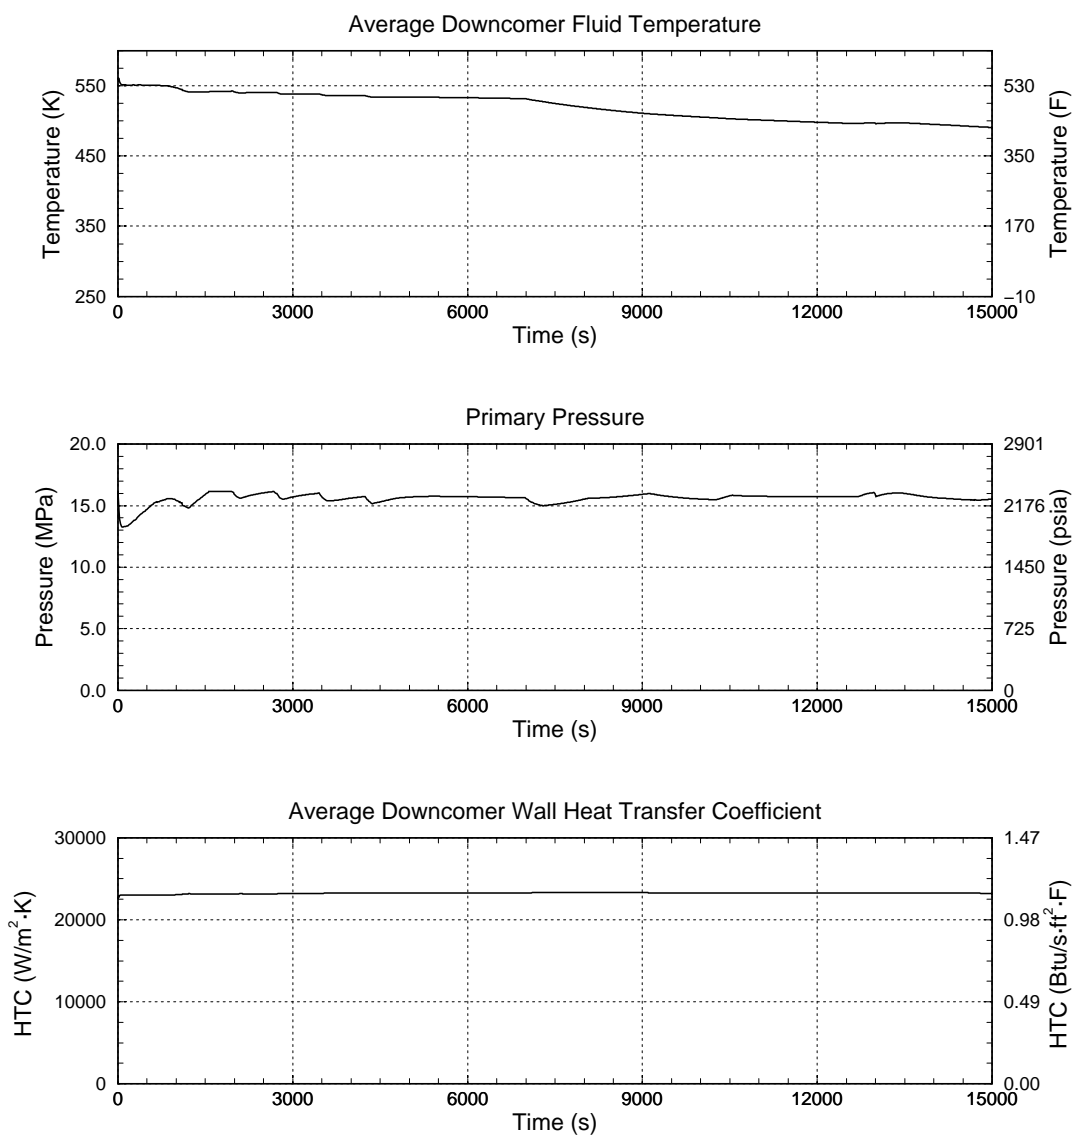 Average Downcomer Fluid Temperature
550
450
350
250
Temperature (K)
530
350
170
−10
Temperature (F)
0 3000 6000 9000 12000 15000
Time (s)
Primary Pressure
20.0
15.0
10.0
5.0
0.0
Pressure (MPa)
2901
2176
1450
725
0
Pressure (psia)
0 3000 6000 9000 12000 15000
Time (s)
Average Downcomer Wall Heat Transfer Coefficient
30000
20000
10000
0
HTC (W/m²·K)
1.47
0.98
0.49
0.00
HTC (Btu/s·ft²·F)
0 3000 6000 9000 12000 15000
Time (s)